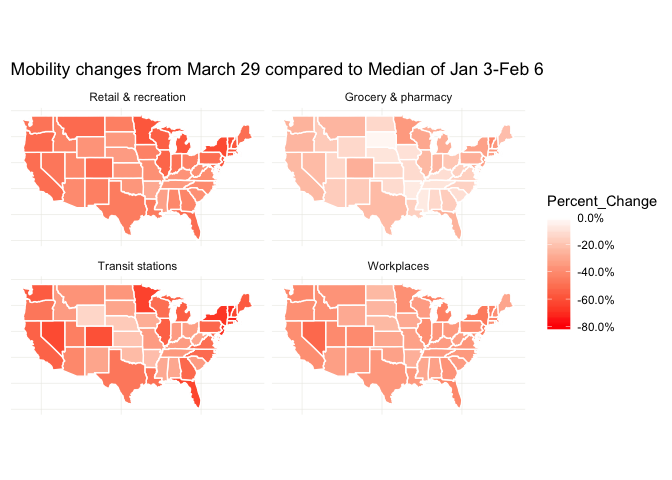 Mobility changes from March 29 compared to Median of Jan 3-Feb 6
Retail & recreation
Grocery & pharmacy
Transit stations
Workplaces
Percent_Change
0.0%
-20.0%
-40.0%
-60.0%
-80.0%